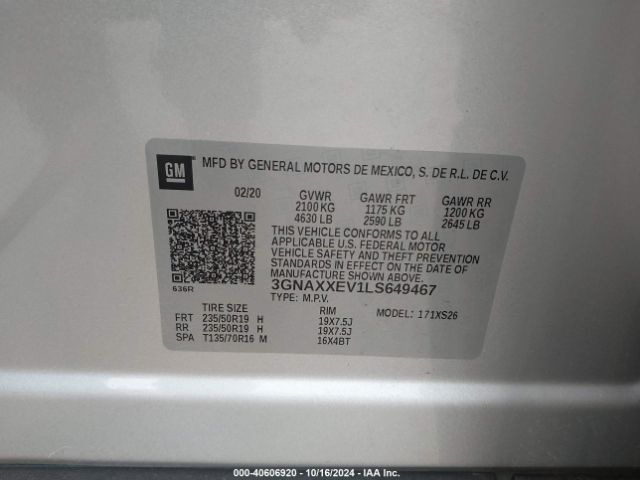 GM MFD BY GENERAL MOTORS DE MEXICO, S. DE R.L. DE C.V.
02/20 GVWR GAWR FRT GAWR RR
2100 KG 1175 KG 1200 KG
4630 LB 2590 LB 2645 LB
THIS VEHICLE CONFORMS TO ALL
APPLICABLE U.S. FEDERAL MOTOR
VEHICLE SAFETY, BUMPER, AND
THEFT PREVENTION STANDARDS
IN EFFECT ON THE DATE OF
MANUFACTURE SHOWN ABOVE.
3GNAXXEV1LS649467
636R
TYPE: M.P.V.
TIRE SIZE RIM MODEL: 171XS26
FRT 235/50R19 H 19X7.5J
RR 235/50R19 H 19X7.5J
SPA T135/70R16 M 16X4BT
000-40606920 - 10/16/2024 - IAA Inc.